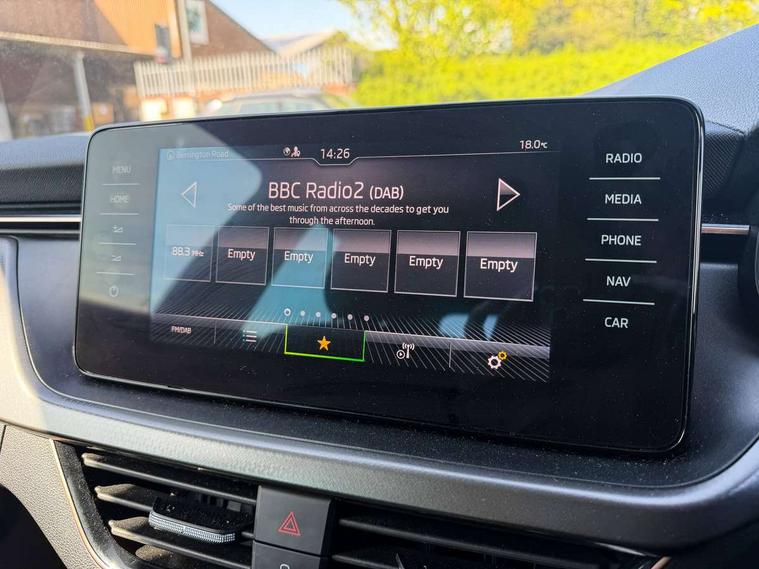 Bennington Road
14:26
18.0°C
BBC Radio2 (DAB)
Some of the best music from across the decades to get you
through the afternoon.
88.3 MHz
Empty
Empty
Empty
Empty
Empty
FM/DAB
MENU
HOME
RADIO
MEDIA
PHONE
NAV
CAR